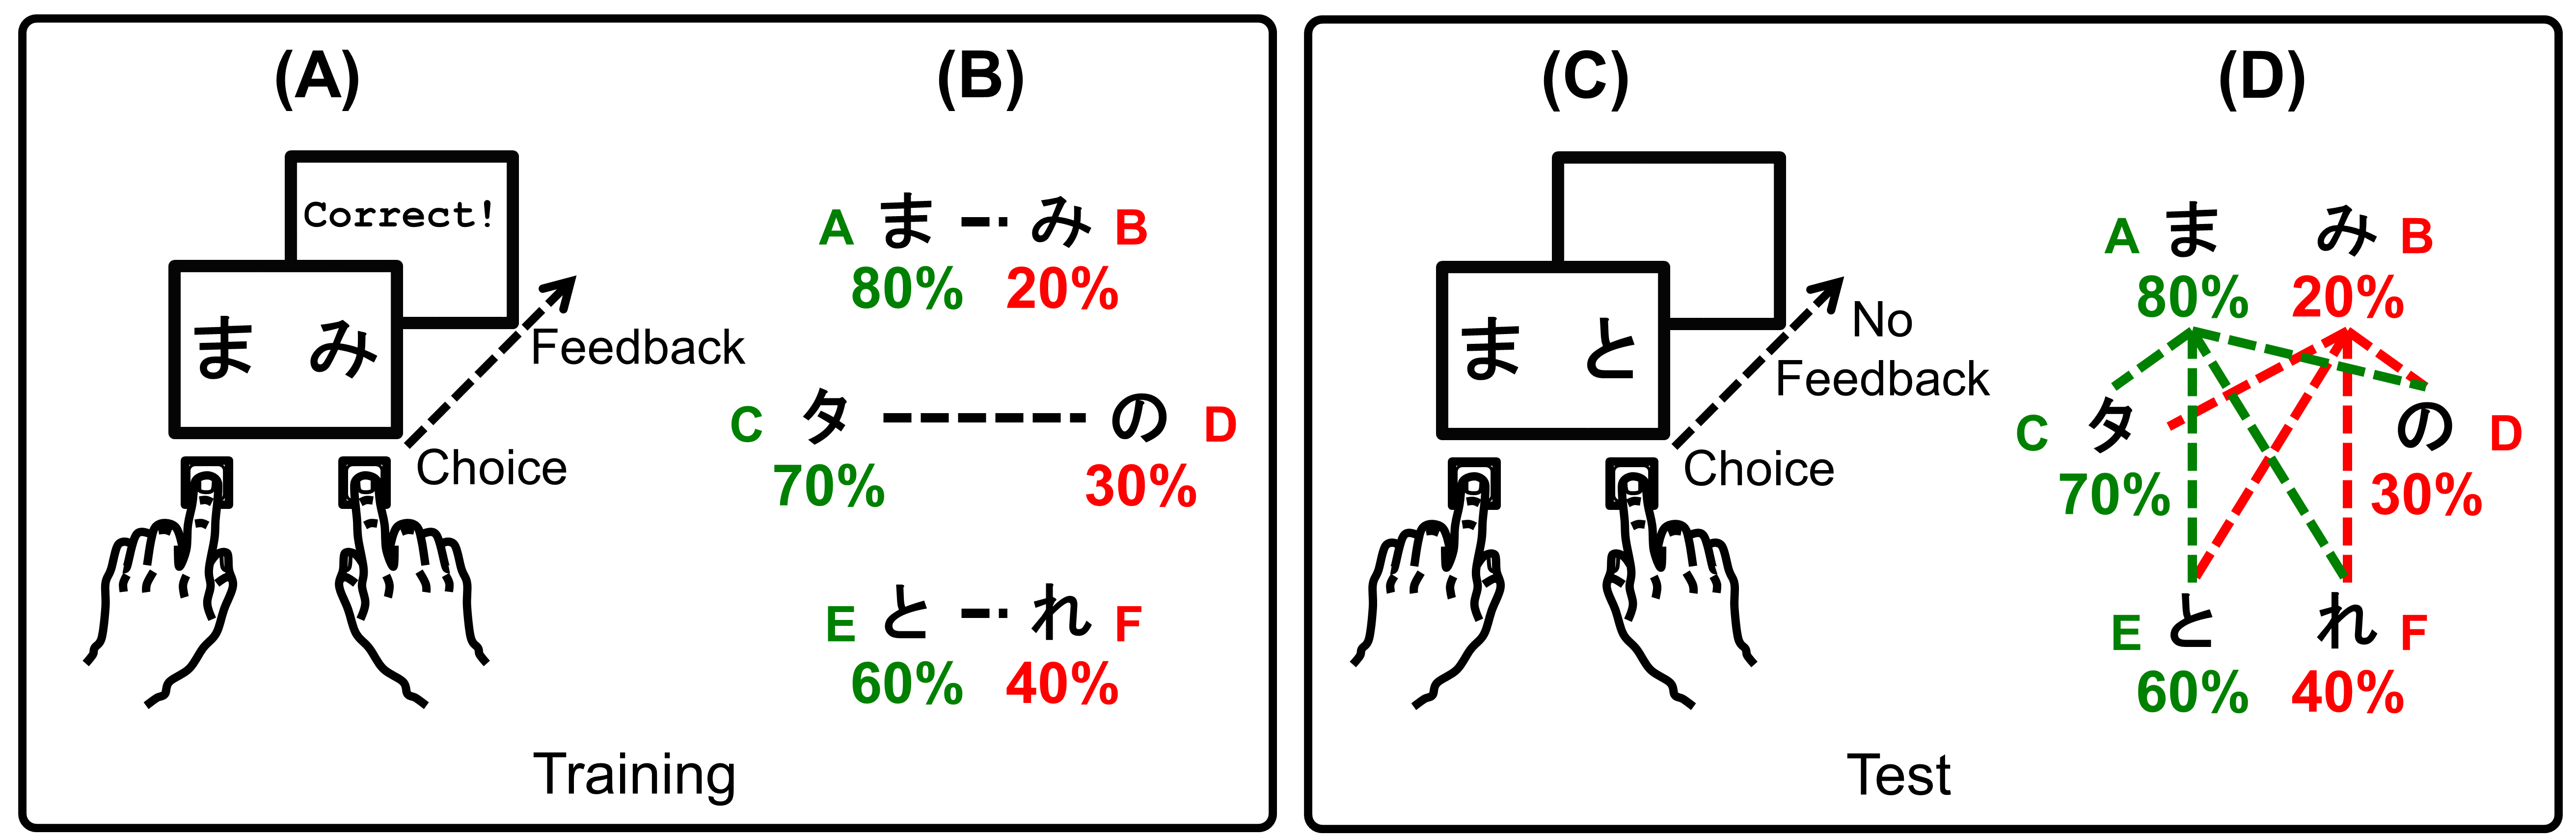 (A)
Correct!
ま み
Feedback
Choice
(B)
A ま み B
80% 20%
C タ の D
70% 30%
E と れ F
60% 40%
Training
(C)
ま と
No
Feedback
Choice
(D)
A ま み B
80% 20%
C タ の D
70% 30%
E と れ F
60% 40%
Test